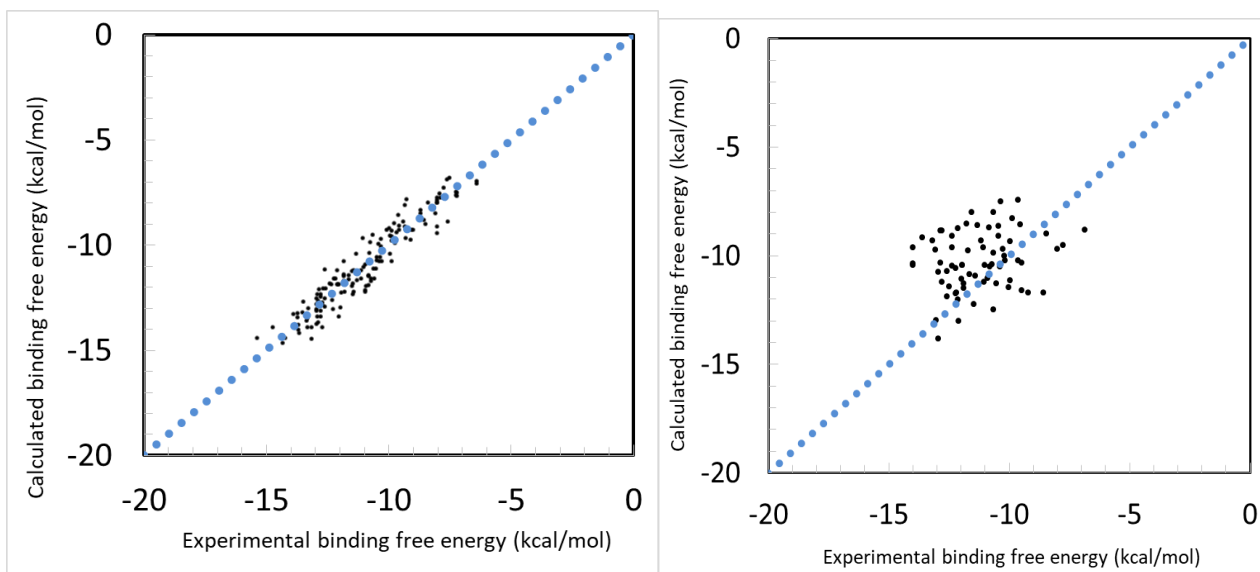 0
-5
-10
-15
-20
-20 -15 -10 -5 0
Calculated binding free energy (kcal/mol)
Experimental binding free energy (kcal/mol)
0
-5
-10
-15
-20
-20 -15 -10 -5 0
Calculated binding free energy (kcal/mol)
Experimental binding free energy (kcal/mol)